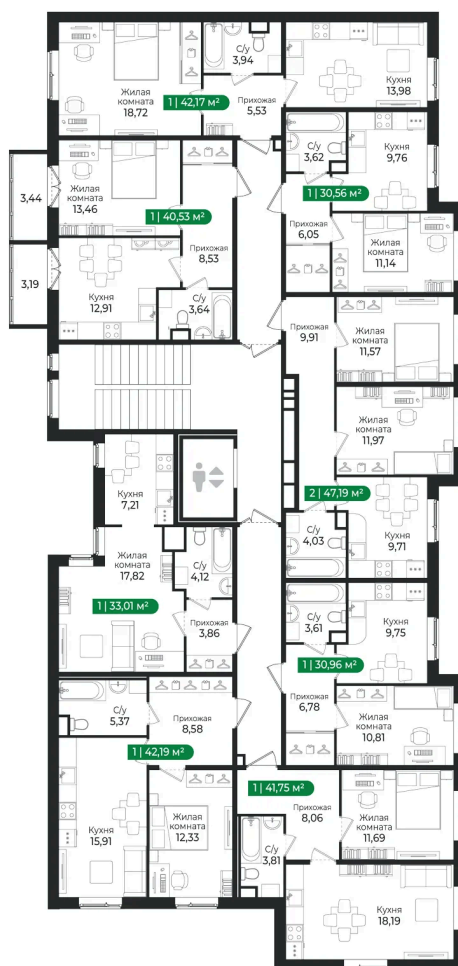 С/у
3,94
Кухня
13,98
Жилая
комната
18,72
1 | 42,17 м²
Прихожая
5,53
С/у
3,62
Кухня
9,76
Жилая
комната
13,46
3,44
1 | 30,56 м²
1 | 40,53 м²
Прихожая
6,05
Жилая
комната
11,14
Прихожая
8,53
3,19
12,91
С/у
3,64
Прихожая
9,91
Жилая
комната
11,57
Жилая
комната
11,97
Кухня
7,21
2 | 47,19 м²
С/у
4,03
Кухня
9,71
Жилая
комната
17,82
С/у
4,12
1 | 33,01 м²
Прихожая
3,86
С/у
3,61
Кухня
9,75
1 | 30,96 м²
Прихожая
6,78
С/у
5,37
Прихожая
8,58
Жилая
комната
10,81
1 | 42,19 м²
1 | 41,75 м²
Прихожая
8,06
Жилая
комната
11,69
Кухня
15,91
Жилая
комната
12,33
С/у
3,81
Кухня
18,19